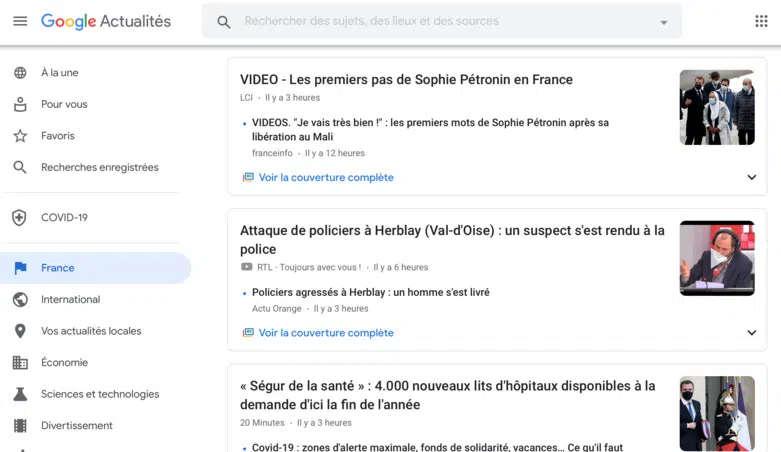 Google Actualités
Rechercher des sujets, des lieux et des sources
À la une
Pour vous
Favoris
Recherches enregistrées
COVID-19
France
International
Vos actualités locales
Économie
Sciences et technologies
Divertissement
VIDEO - Les premiers pas de Sophie Pétronin en France
LCI · Il y a 3 heures
• VIDEOS. "Je vais très bien !" : les premiers mots de Sophie Pétronin après sa
libération au Mali
franceinfo · Il y a 12 heures
Voir la couverture complète
Attaque de policiers à Herblay (Val-d'Oise) : un suspect s'est rendu à la
police
RTL - Toujours avec vous ! · Il y a 6 heures
• Policiers agressés à Herblay : un homme s'est livré
Actu Orange · Il y a 3 heures
Voir la couverture complète
« Ségur de la santé » : 4.000 nouveaux lits d'hôpitaux disponibles à la
demande d'ici la fin de l'année
20 Minutes · Il y a 3 heures
• Covid-19 : zones d'alerte maximale, fonds de solidarité, vacances... Ce qu'il faut